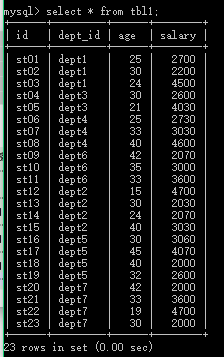 mysql> select * from tbl1;
id dept_id age salary
st01 dept1 25 2700
st02 dept1 30 2200
st03 dept1 24 4500
st04 dept3 30 2600
st05 dept3 21 4030
st06 dept4 25 2730
st07 dept4 33 3030
st08 dept4 40 4600
st09 dept6 42 2070
st10 dept6 35 3000
st11 dept6 33 3600
st12 dept2 15 4700
st13 dept2 30 2030
st14 dept2 24 2070
st15 dept2 40 3030
st16 dept5 30 3060
st17 dept5 45 4070
st18 dept5 40 2000
st19 dept5 32 2600
st20 dept7 42 2000
st21 dept7 33 3600
st22 dept7 19 4700
st23 dept7 30 2000
23 rows in set (0.00 sec)